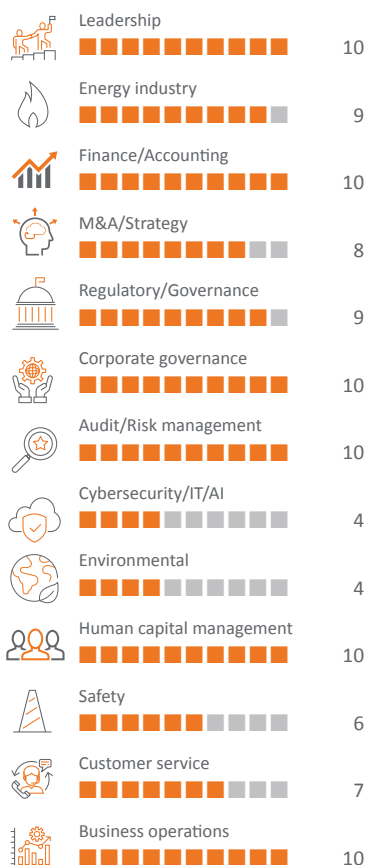 Leadership
10
Energy industry
9
Finance/Accounting
10
M&A/Strategy
8
Regulatory/Governance
9
Corporate governance
10
Audit/Risk management
10
Cybersecurity/IT/AI
4
Environmental
4
Human capital management
10
Safety
6
Customer service
7
Business operations
10